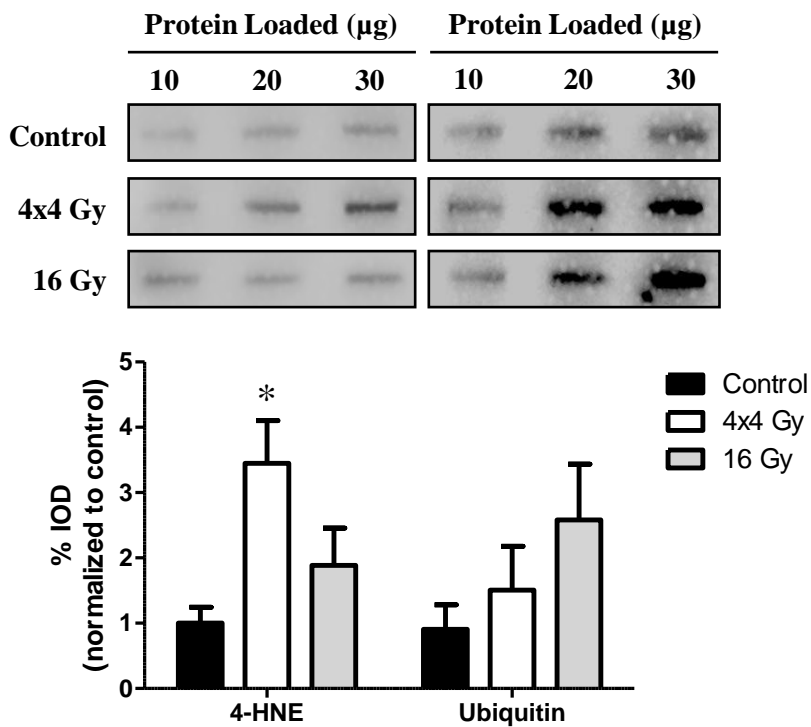 Protein Loaded (µg) Protein Loaded (µg)
10 20 30 10 20 30
Control
4x4 Gy
16 Gy
5
4
3
2
1
0
% IOD
(normalized to control)
*
Control
4x4 Gy
16 Gy
4-HNE Ubiquitin